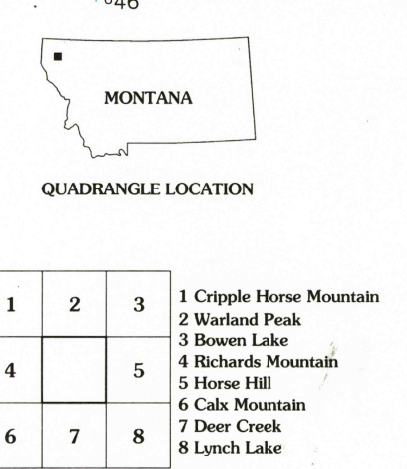 046
MONTANA
QUADRANGLE LOCATION
1 2 3
4 5
6 7 8
1 Cripple Horse Mountain
2 Warland Peak
3 Bowen Lake
4 Richards Mountain
5 Horse Hill
6 Calx Mountain
7 Deer Creek
8 Lynch Lake